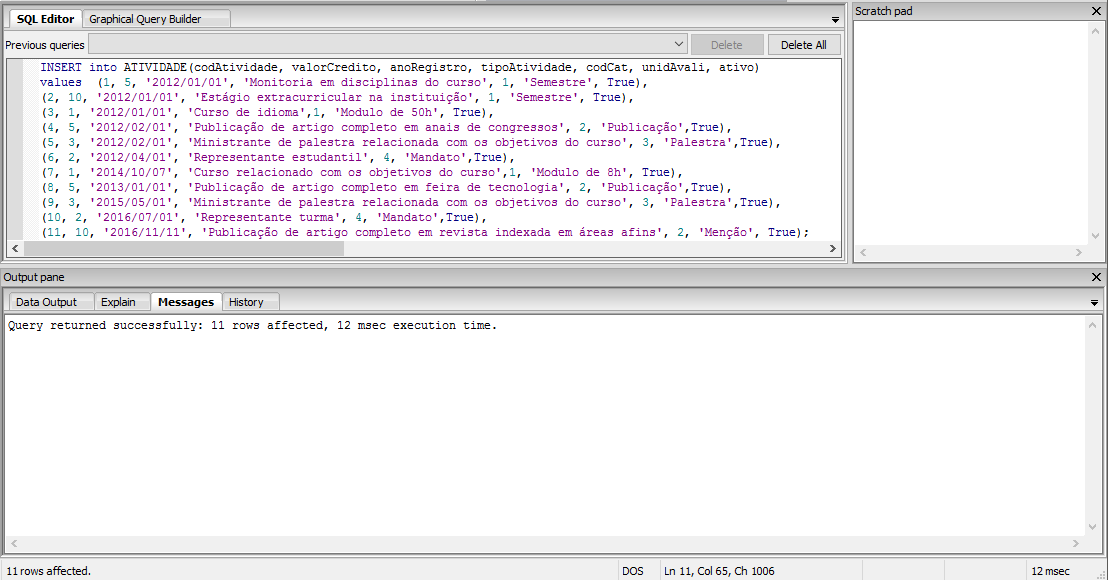 SQL Editor
Graphical Query Builder
Previous queries
Delete
Delete All
INSERT into ATIVIDADE(codAtividade, valorCredito, anoRegistro, tipoAtividade, codCat, unidAvali, ativo)
values  (1, 5, '2012/01/01', 'Monitoria em disciplinas do curso', 1, 'Semestre', True),
(2, 10, '2012/01/01', 'Estágio extracurricular na instituição', 1, 'Semestre', True),
(3, 1, '2012/01/01', 'Curso de idioma',1, 'Modulo de 50h', True),
(4, 5, '2012/02/01', 'Publicação de artigo completo em anais de congressos', 2, 'Publicação',True),
(5, 3, '2012/02/01', 'Ministrante de palestra relacionada com os objetivos do curso', 3, 'Palestra',True),
(6, 2, '2012/04/01', 'Representante estudantil', 4, 'Mandato',True),
(7, 1, '2014/10/07', 'Curso relacionado com os objetivos do curso',1, 'Modulo de 8h', True),
(8, 5, '2013/01/01', 'Publicação de artigo completo em feira de tecnologia', 2, 'Publicação',True),
(9, 3, '2015/05/01', 'Ministrante de palestra relacionada com os objetivos do curso', 3, 'Palestra',True),
(10, 2, '2016/07/01', 'Representante turma', 4, 'Mandato',True),
(11, 10, '2016/11/11', 'Publicação de artigo completo em revista indexada em áreas afins', 2, 'Menção', True);
Scratch pad
Output pane
Data Output
Explain
Messages
History
Query returned successfully: 11 rows affected, 12 msec execution time.
11 rows affected.
DOS
Ln 11, Col 65, Ch 1006
12 msec